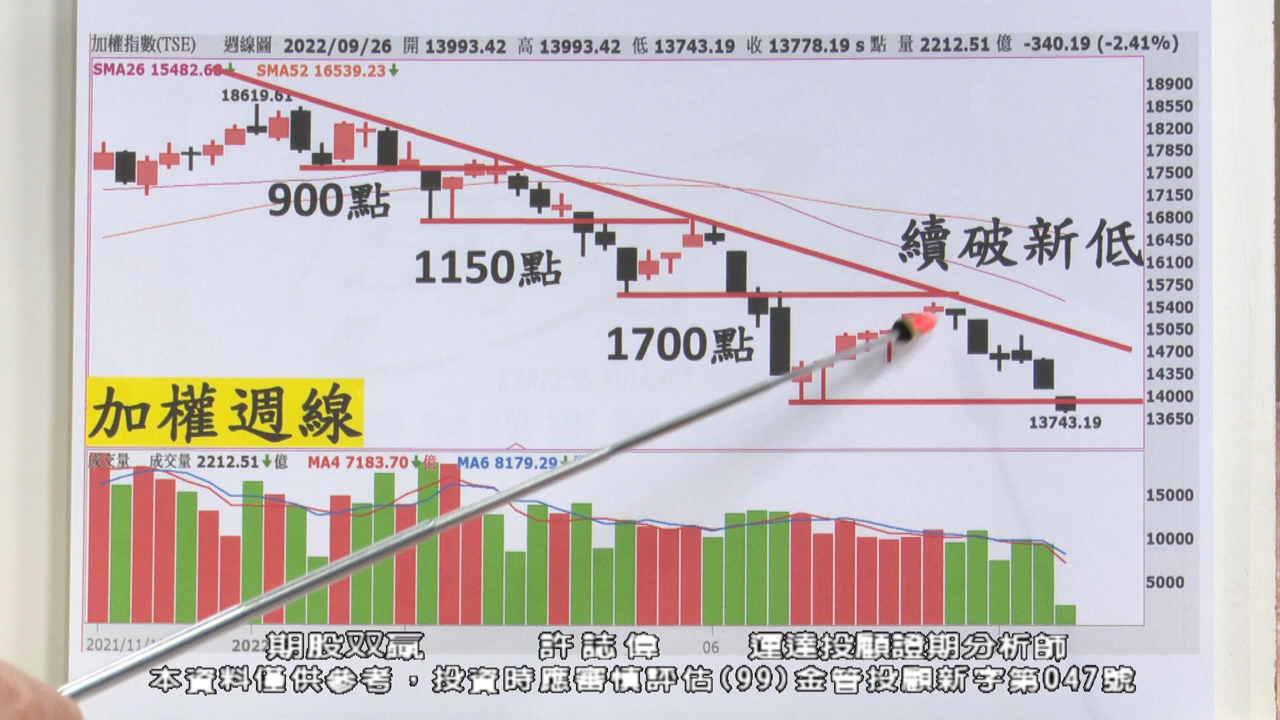 加權指數(TSE) 週線圖 2022/09/26 開 13993.42 高 13993.42 低 13743.19 收 13778.19 s 點 量 2212.51 億 -340.19 (-2.41%)
SMA26 15482.68 SMA52 16539.23
18619.61
18900
18550
18200
17850
17500
17150
16800
16450
16100
15750
15400
15050
14700
14350
14000
13650
900點
1150點
1700點
續破新低
13743.19
加權週線
成交量 成交量 2212.51 億 MA4 7183.70 億 MA6 8179.29
15000
10000
5000
06
期股双贏 許誌偉 運達投顧證期分析師
本資料僅供參考，投資時應審慎評估(99)金管投顧新字第047號